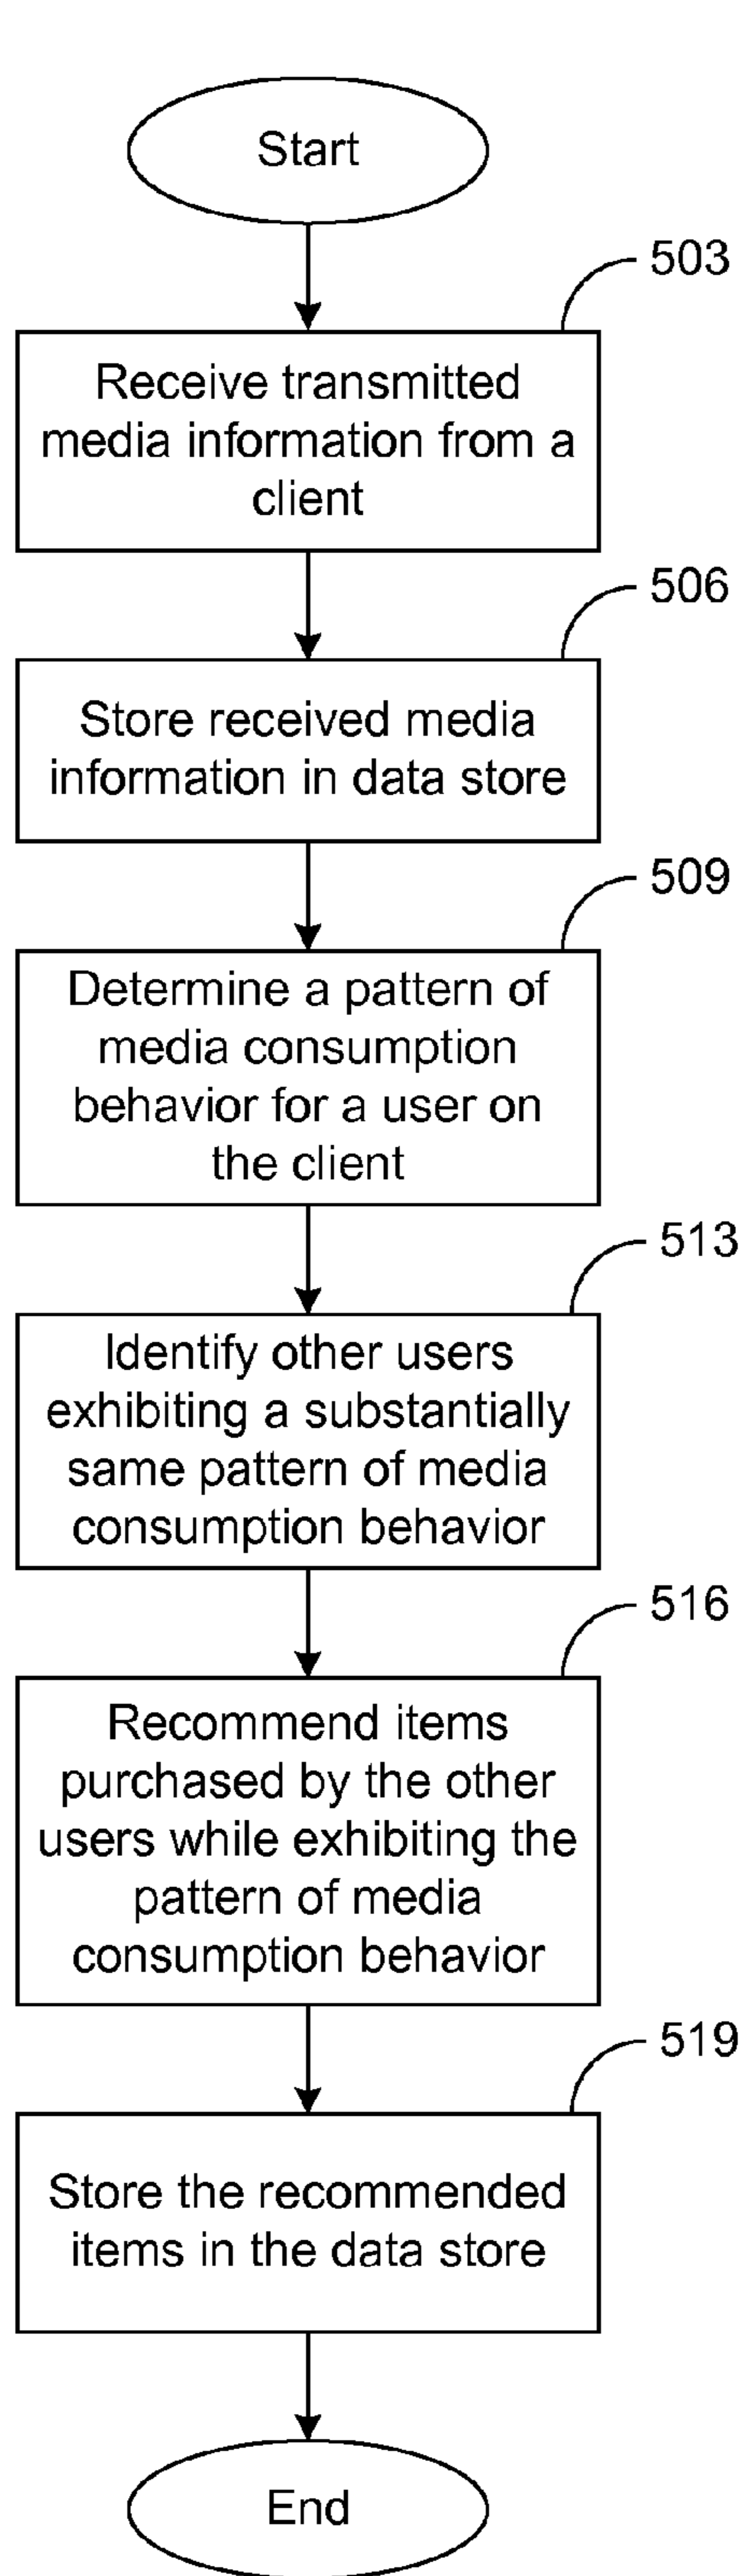 Start
503
Receive transmitted
media information from a
client
506
Store received media
information in data store
509
Determine a pattern of
media consumption
behavior for a user on
the client
513
Identify other users
exhibiting a substantially
same pattern of media
consumption behavior
516
Recommend items
purchased by the other
users while exhibiting the
pattern of media
consumption behavior
519
Store the recommended
items in the data store
End